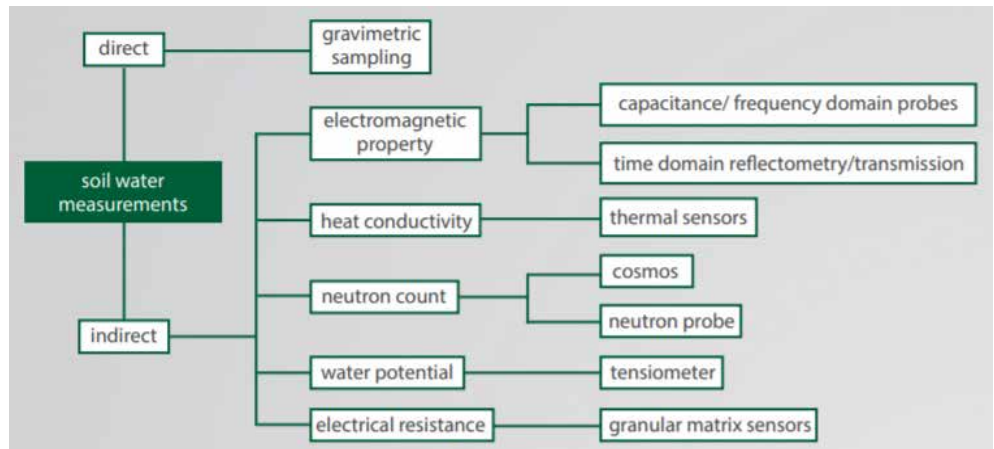 direct
gravimetric
sampling
electromagnetic
property
capacitance/ frequency domain probes
time domain reflectometry/transmission
soil water
measurements
heat conductivity
thermal sensors
neutron count
cosmos
neutron probe
indirect
water potential
tensiometer
electrical resistance
granular matrix sensors